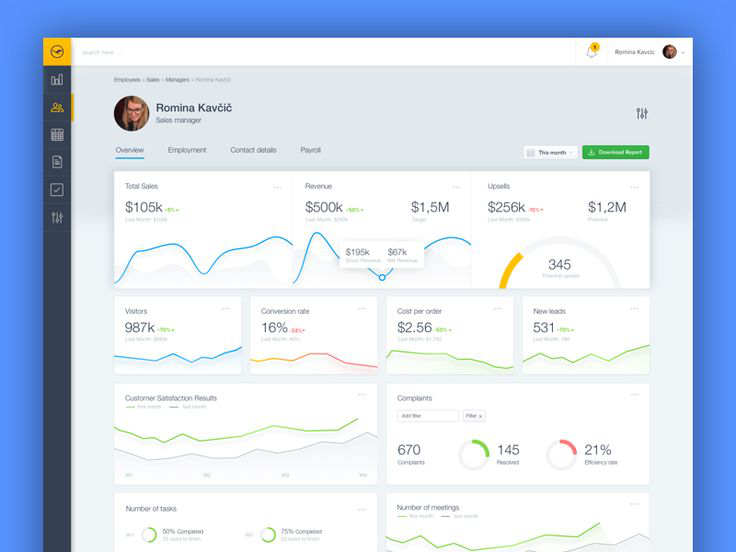 search here ...
1
Romina Kavcic
Employees > Sales > Managers > Romina Kavčič
Romina Kavčič
Sales manager
Overview
Employment
Contact details
Payroll
This month
Download Report
Total Sales
$105k +5%
Last Month: $100k
Revenue
$500k +50%
Last Month: $250k
$1,5M
Target
$195k
Gross Revenue
$67k
Net Revenue
Upsells
$256k -15%
Last Month: $300k
$1,2M
Potential
345
Potential upsells
Visitors
987k +70%
Last Month: $690k
Conversion rate
16% -34%
Last Month: 40%
Cost per order
$2.56 -50%
Last Month: $1.792
New leads
531 +70%
Last Month: 580
Customer Satisfaction Results
this month
last month
W1
W2
W3
W4
Complaints
Add filter
Filter x
670
Complaints
145
Resolved
21%
Efficiency rate
Number of tasks
W1
50% Completed
23 tasks to finish
W2
75% Completed
23 tasks to finish
Number of meetings
this month
last month